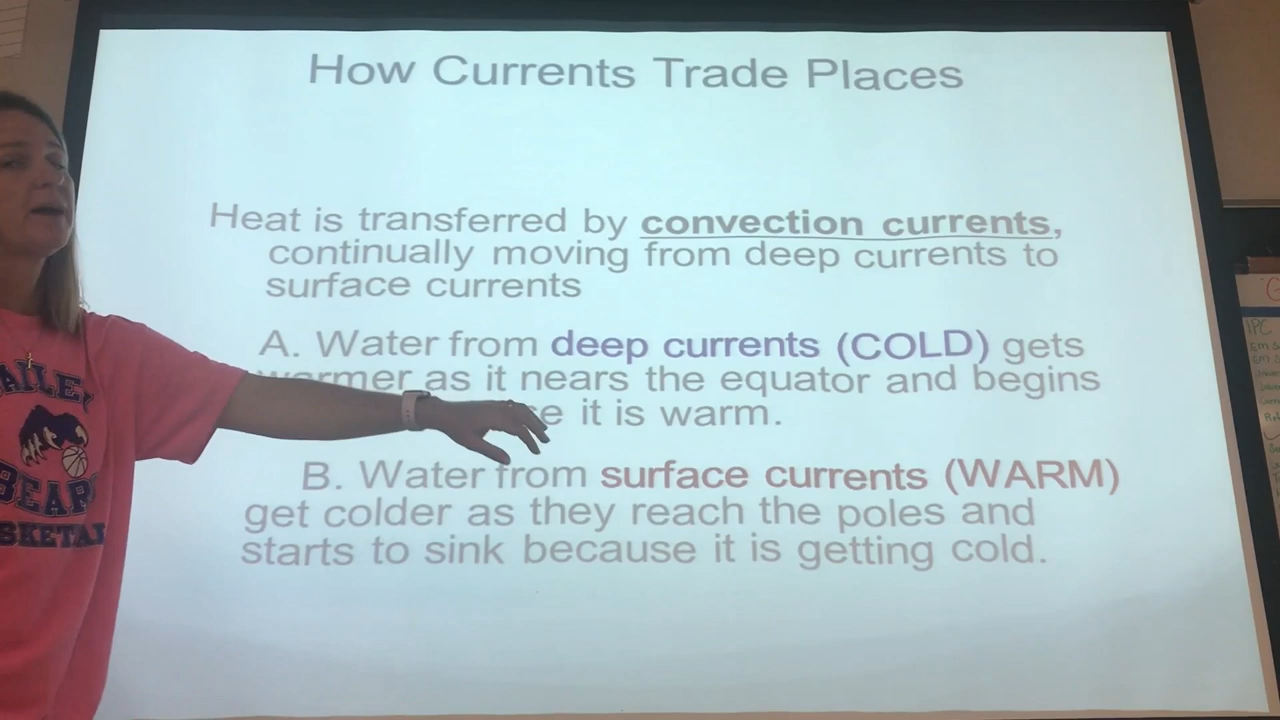 How Currents Trade Places
Heat is transferred by convection currents,
continually moving from deep currents to
surface currents
A. Water from deep currents (COLD) gets
warmer as it nears the equator and begins
it is warm.
B. Water from surface currents (WARM)
get colder as they reach the poles and
starts to sink because it is getting cold.
IPC